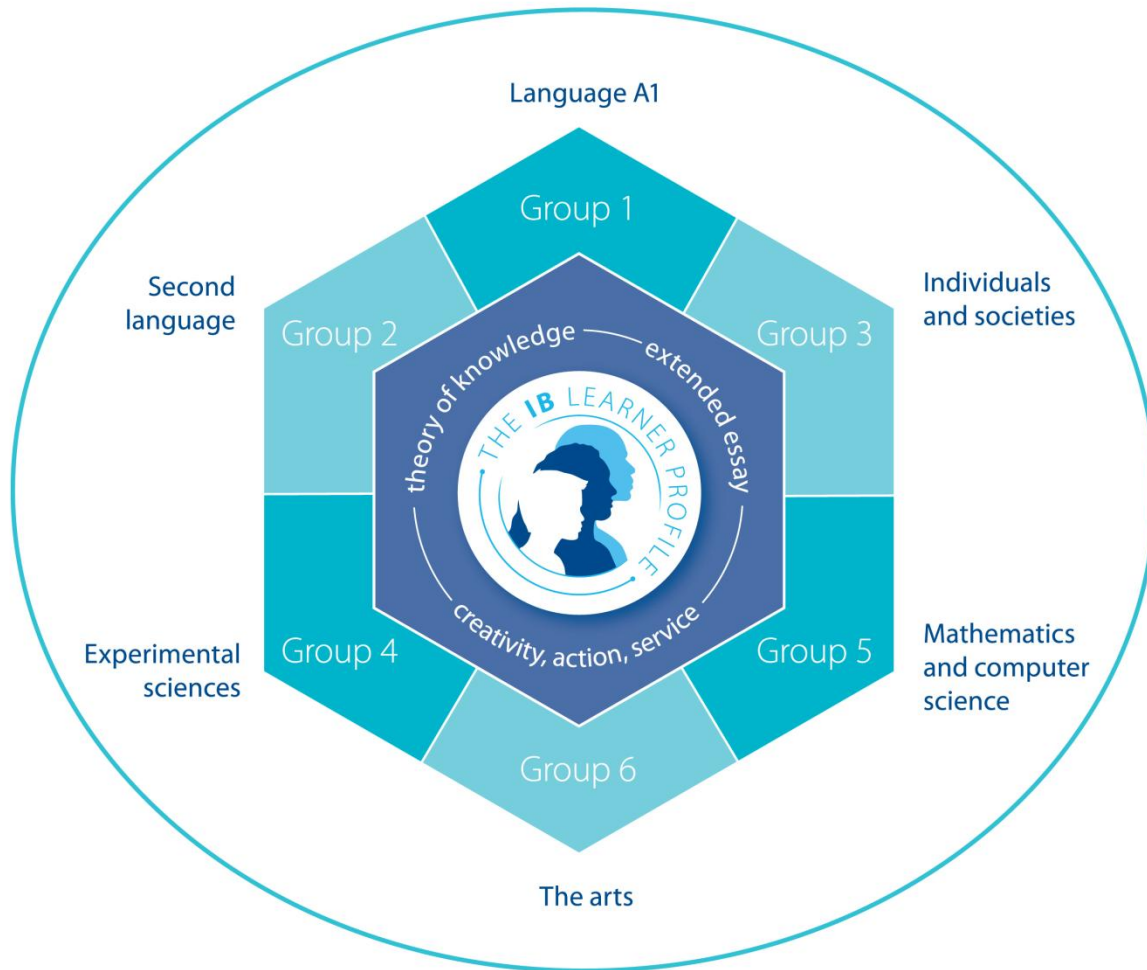 Language A1
Group 1
Second
language
Group 2
Group 3
Individuals
and societies
theory of knowledge
extended essay
THE IB LEARNER PROFILE
creativity, action, service
Experimental
sciences
Group 4
Group 5
Mathematics
and computer
science
Group 6
The arts